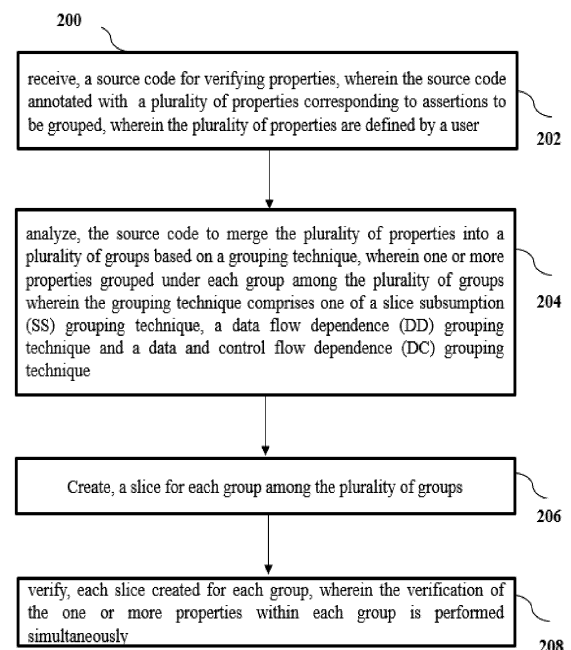 200
receive, a source code for verifying properties, wherein the source code
annotated with a plurality of properties corresponding to assertions to
be grouped, wherein the plurality of properties are defined by a user
202
analyze, the source code to merge the plurality of properties into a
plurality of groups based on a grouping technique, wherein one or more
properties grouped under each group among the plurality of groups
wherein the grouping technique comprises one of a slice subsumption
(SS) grouping technique, a data flow dependence (DD) grouping
technique and a data and control flow dependence (DC) grouping
technique
204
Create, a slice for each group among the plurality of groups
206
verify, each slice created for each group, wherein the verification of
the one or more properties within each group is performed
simultaneously
208